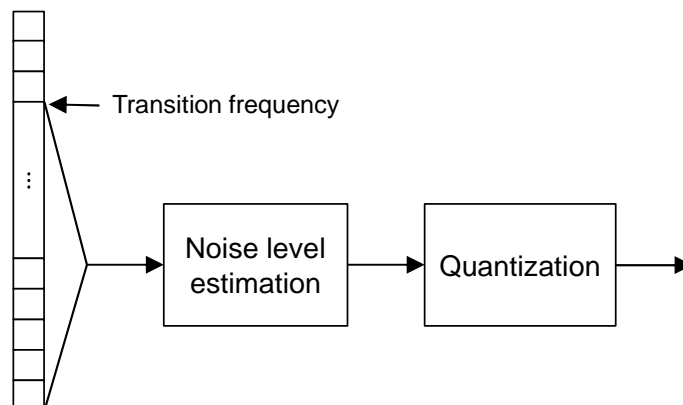 Transition frequency
...
Noise level
estimation
Quantization